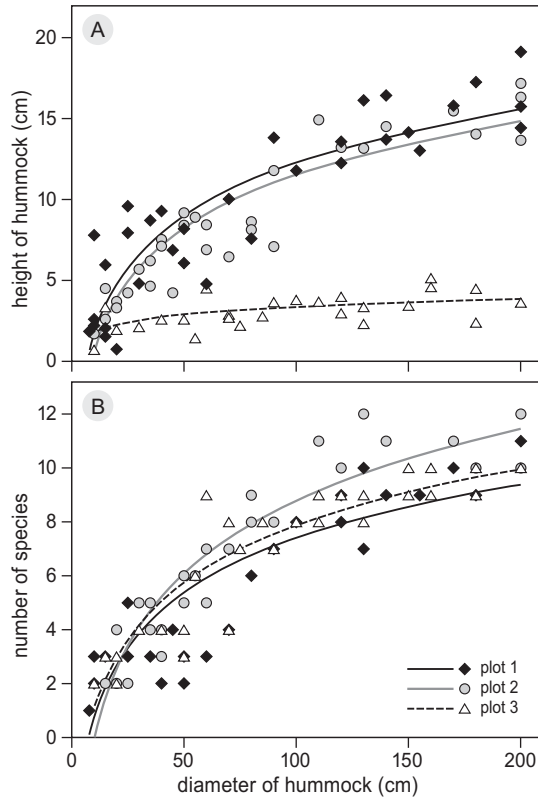 A
20
15
10
5
0
height of hummock (cm)
B
12
10
8
6
4
2
0
number of species
plot 1
plot 2
plot 3
0 50 100 150 200
diameter of hummock (cm)